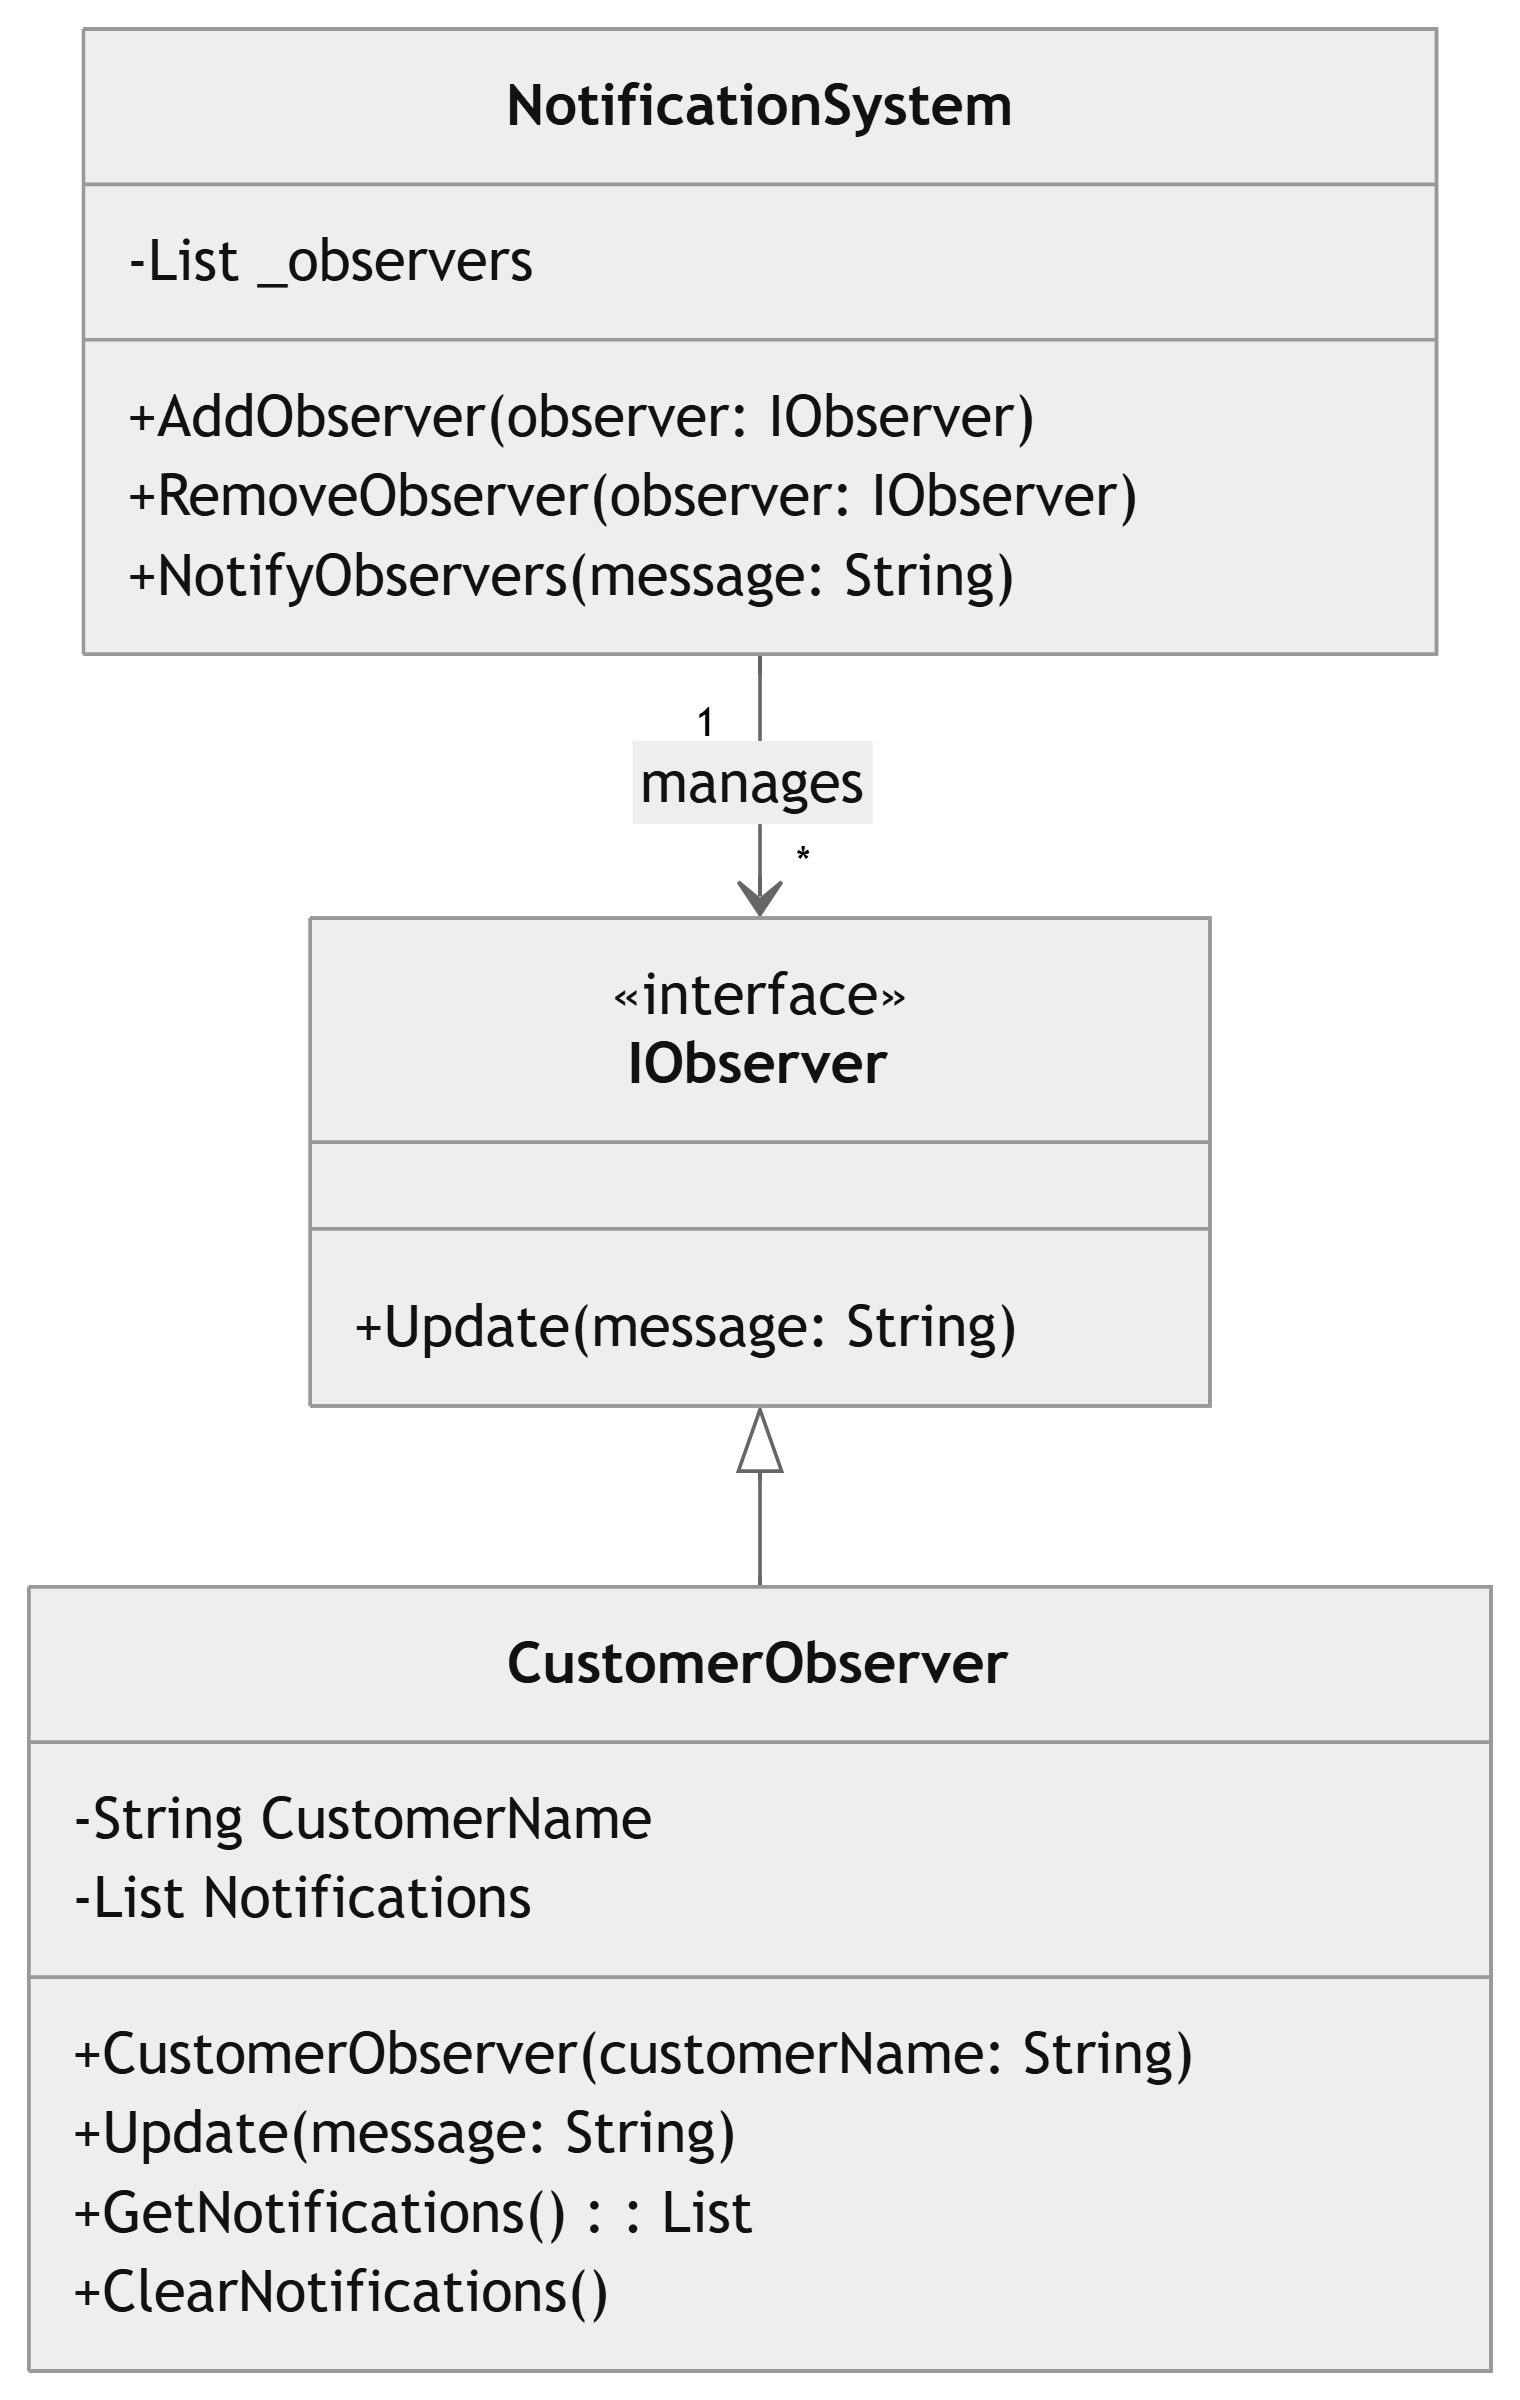 NotificationSystem
-List _observers
+AddObserver(observer: IObserver)
+RemoveObserver(observer: IObserver)
+NotifyObservers(message: String)
1
manages
*
«interface»
IObserver
+Update(message: String)
CustomerObserver
-String CustomerName
-List Notifications
+CustomerObserver(customerName: String)
+Update(message: String)
+GetNotifications() : : List
+ClearNotifications()